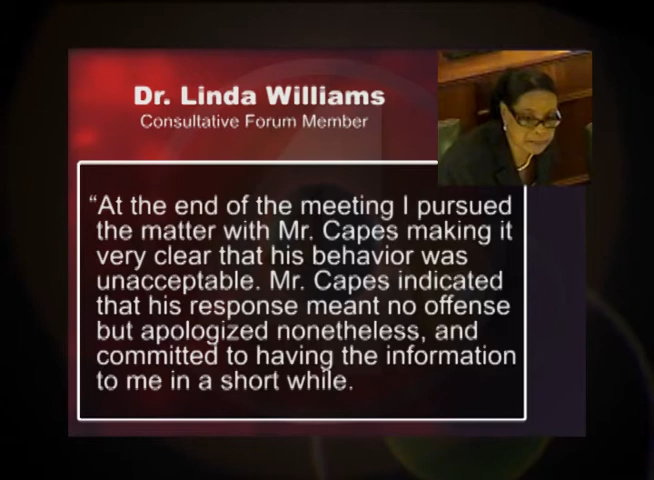 Dr. Linda Williams
Consultative Forum Member
“At the end of the meeting I pursued
the matter with Mr. Capes making it
very clear that his behavior was
unacceptable. Mr. Capes indicated
that his response meant no offense
but apologized nonetheless, and
committed to having the information
to me in a short while.